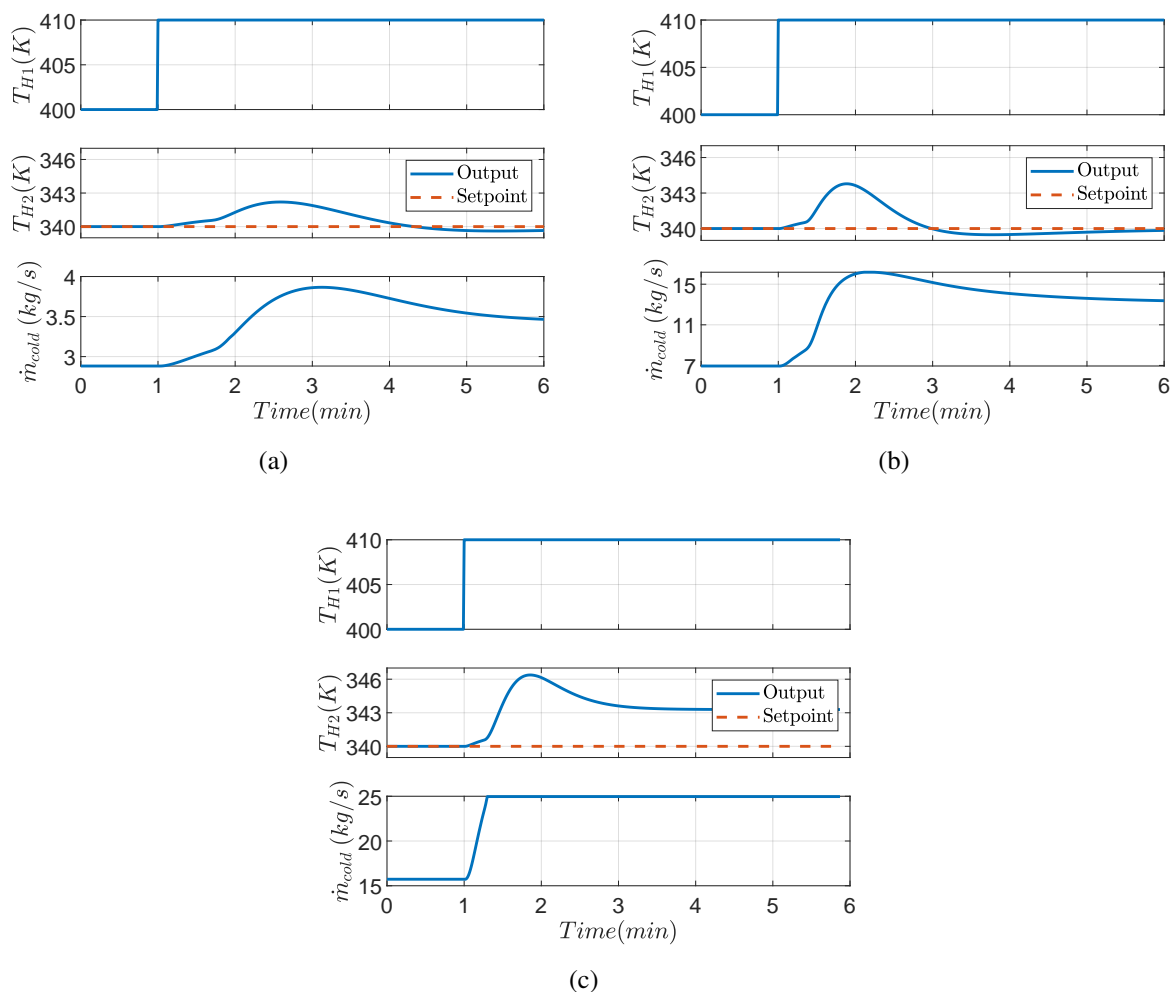 410
405
400
T_{H1}(K)
346
343
340
T_{H2}(K)
Output
Setpoint
4
3.5
3
ṁ_{cold} (kg/s)
0 1 2 3 4 5 6
Time(min)
(a)
410
405
400
T_{H1}(K)
346
343
340
T_{H2}(K)
Output
Setpoint
15
11
7
ṁ_{cold} (kg/s)
0 1 2 3 4 5 6
Time(min)
(b)
410
405
400
T_{H1}(K)
346
343
340
T_{H2}(K)
Output
Setpoint
25
20
15
ṁ_{cold} (kg/s)
0 1 2 3 4 5 6
Time(min)
(c)